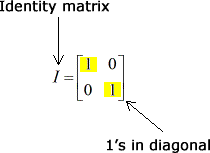 Identity matrix
I = [1 0
0 1]
1's in diagonal